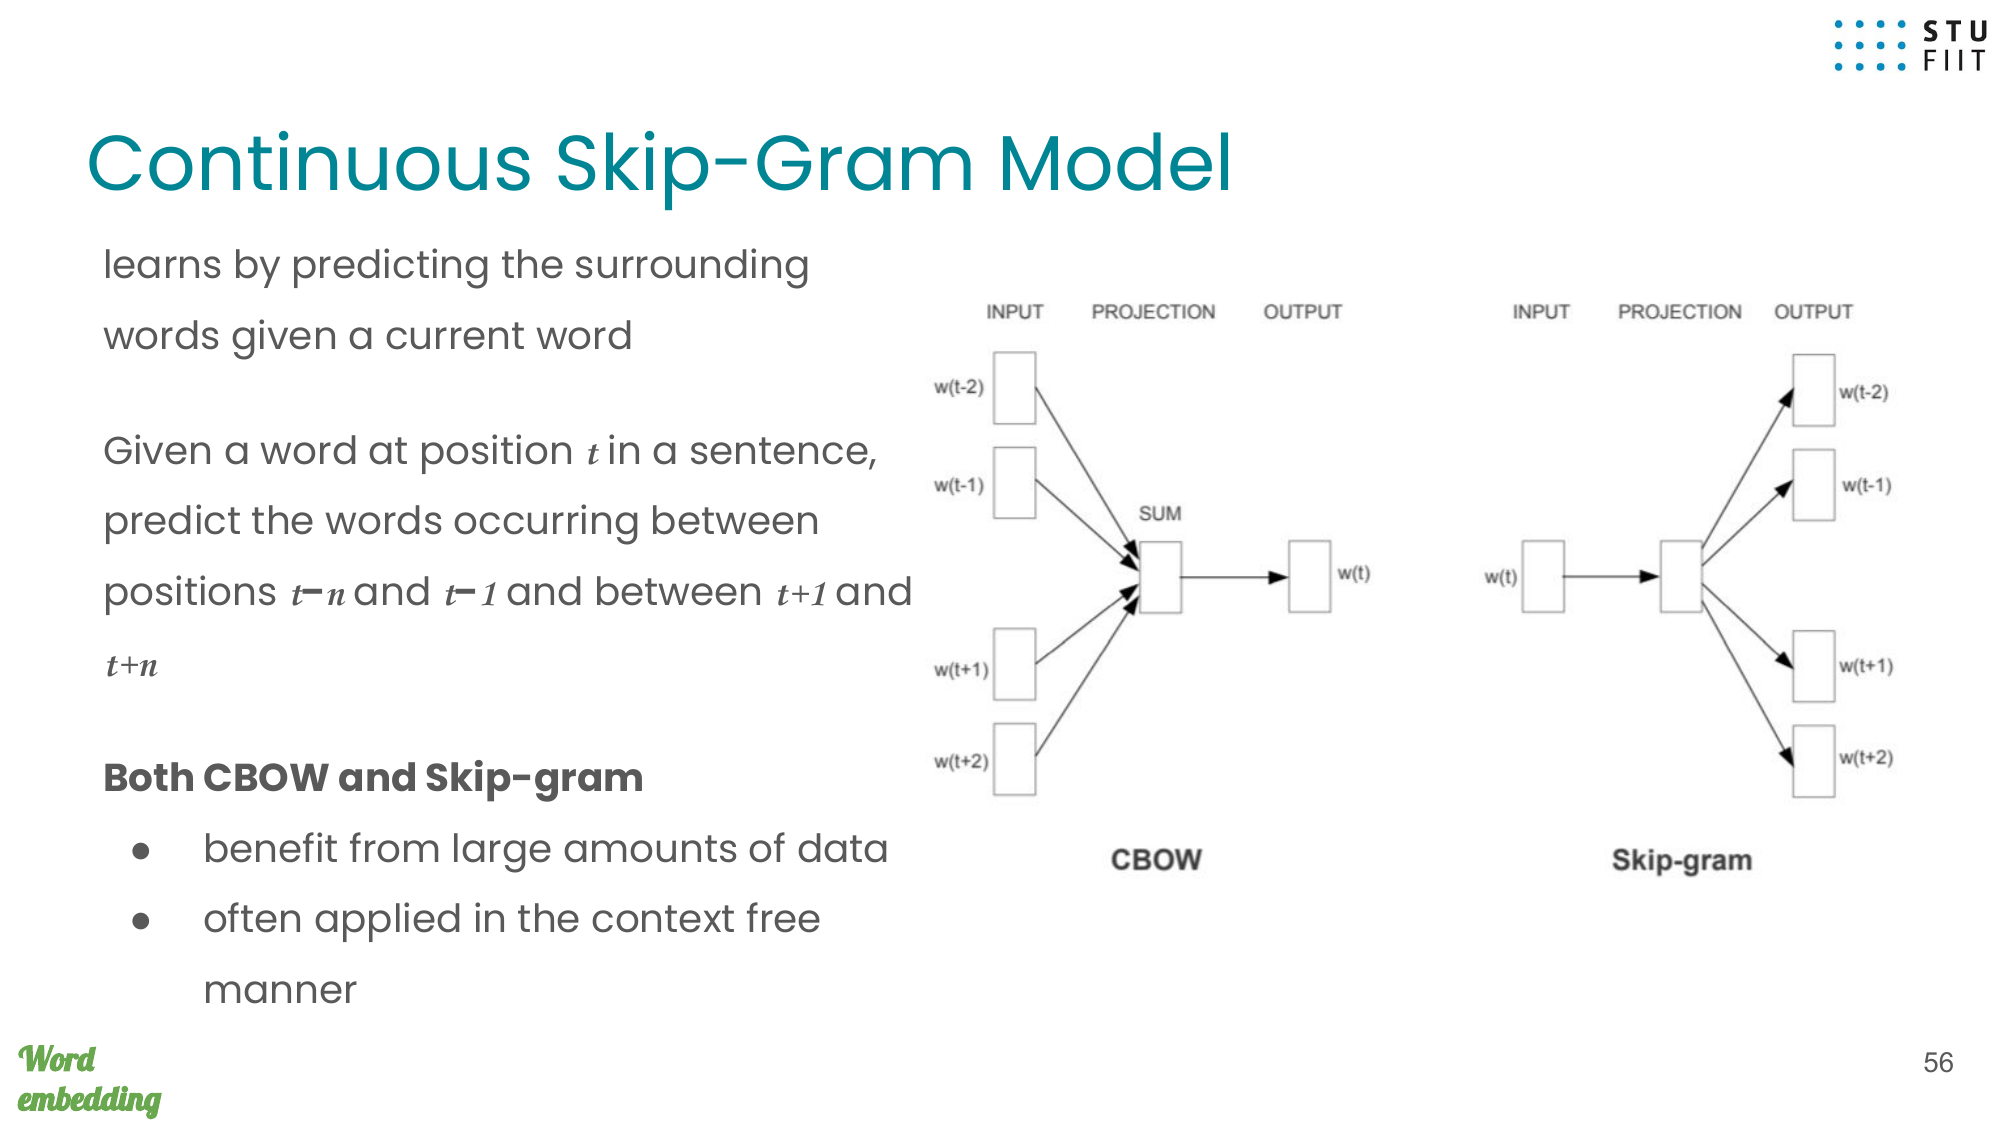 STU
FIIT
Continuous Skip-Gram Model
learns by predicting the surrounding
words given a current word
Given a word at position t in a sentence,
predict the words occurring between
positions t−n and t−1 and between t+1 and
t+n
Both CBOW and Skip-gram
● benefit from large amounts of data
● often applied in the context free
manner
INPUT PROJECTION OUTPUT
w(t-2)
w(t-1)
SUM
w(t)
w(t+1)
w(t+2)
CBOW
INPUT PROJECTION OUTPUT
w(t-2)
w(t-1)
w(t)
w(t+1)
w(t+2)
Skip-gram
Word
embedding
56